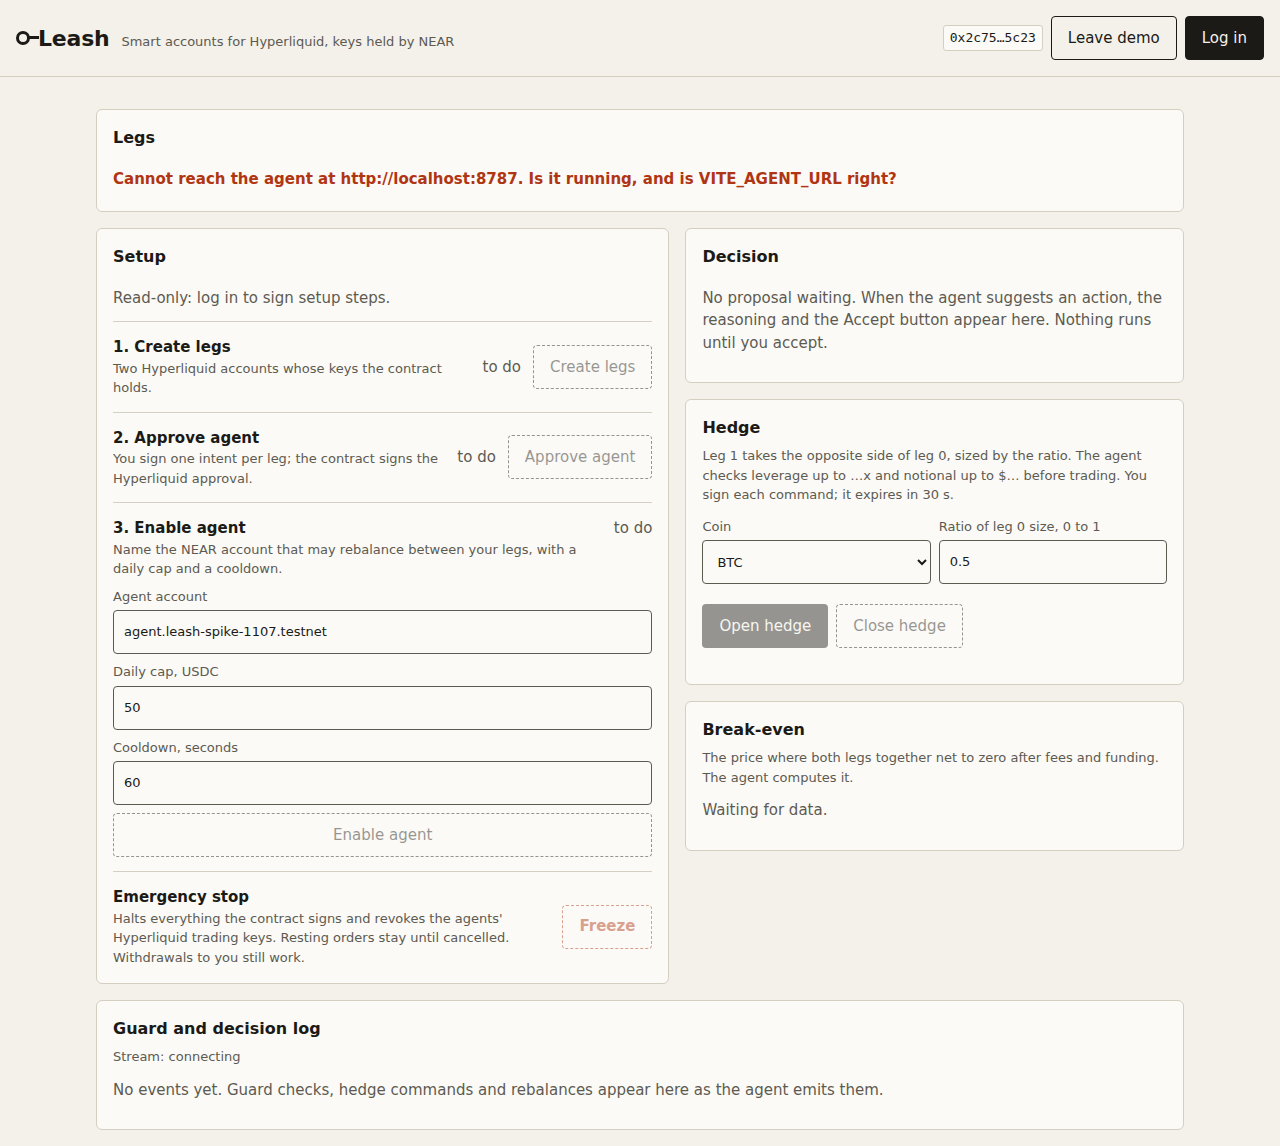 Leash
Smart accounts for Hyperliquid, keys held by NEAR
0x2c75…5c23
Leave demo
Log in
Legs
Cannot reach the agent at http://localhost:8787. Is it running, and is VITE_AGENT_URL right?
Setup
Read-only: log in to sign setup steps.
1. Create legs
Two Hyperliquid accounts whose keys the contract
holds.
to do
Create legs
2. Approve agent
You sign one intent per leg; the contract signs the
Hyperliquid approval.
to do
Approve agent
3. Enable agent
to do
Name the NEAR account that may rebalance between your legs, with a
daily cap and a cooldown.
Agent account
agent.leash-spike-1107.testnet
Daily cap, USDC
50
Cooldown, seconds
60
Enable agent
Emergency stop
Halts everything the contract signs and revokes the agents'
Hyperliquid trading keys. Resting orders stay until cancelled.
Withdrawals to you still work.
Freeze
Decision
No proposal waiting. When the agent suggests an action, the
reasoning and the Accept button appear here. Nothing runs
until you accept.
Hedge
Leg 1 takes the opposite side of leg 0, sized by the ratio. The agent
checks leverage up to …x and notional up to $… before trading. You
sign each command; it expires in 30 s.
Coin
Ratio of leg 0 size, 0 to 1
BTC
0.5
Open hedge
Close hedge
Break-even
The price where both legs together net to zero after fees and funding.
The agent computes it.
Waiting for data.
Guard and decision log
Stream: connecting
No events yet. Guard checks, hedge commands and rebalances appear here as the agent emits them.